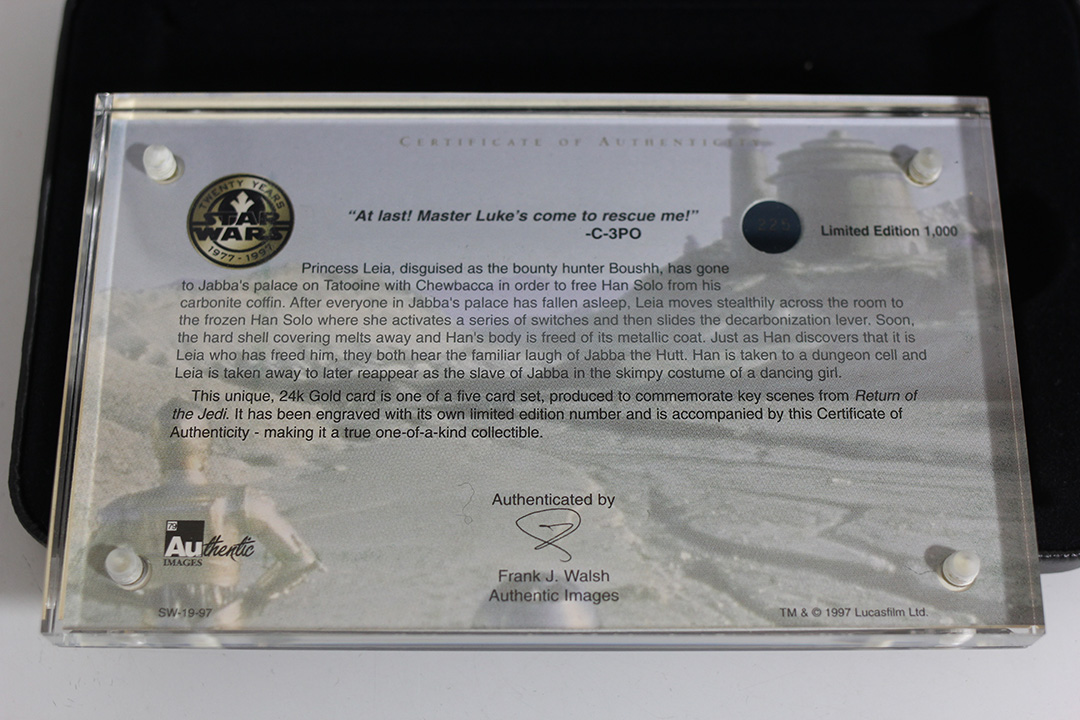 CERTIFICATE OF AUTHENTICITY
TWENTY YEARS
STAR
WARS
1977 - 1997
"At last! Master Luke's come to rescue me!"
-C-3PO
225
Limited Edition 1,000
Princess Leia, disguised as the bounty hunter Boushh, has gone
to Jabba's palace on Tatooine with Chewbacca in order to free Han Solo from his
carbonite coffin. After everyone in Jabba's palace has fallen asleep, Leia moves stealthily across the room to
the frozen Han Solo where she activates a series of switches and then slides the decarbonization lever. Soon,
the hard shell covering melts away and Han's body is freed of its metallic coat. Just as Han discovers that it is
Leia who has freed him, they both hear the familiar laugh of Jabba the Hutt. Han is taken to a dungeon cell and
Leia is taken away to later reappear as the slave of Jabba in the skimpy costume of a dancing girl.
This unique, 24k Gold card is one of a five card set, produced to commemorate key scenes from Return of
the Jedi. It has been engraved with its own limited edition number and is accompanied by this Certificate of
Authenticity - making it a true one-of-a-kind collectible.
Authenticated by
79
Authentic
IMAGES
Frank J. Walsh
Authentic Images
SW-19-97
TM & © 1997 Lucasfilm Ltd.